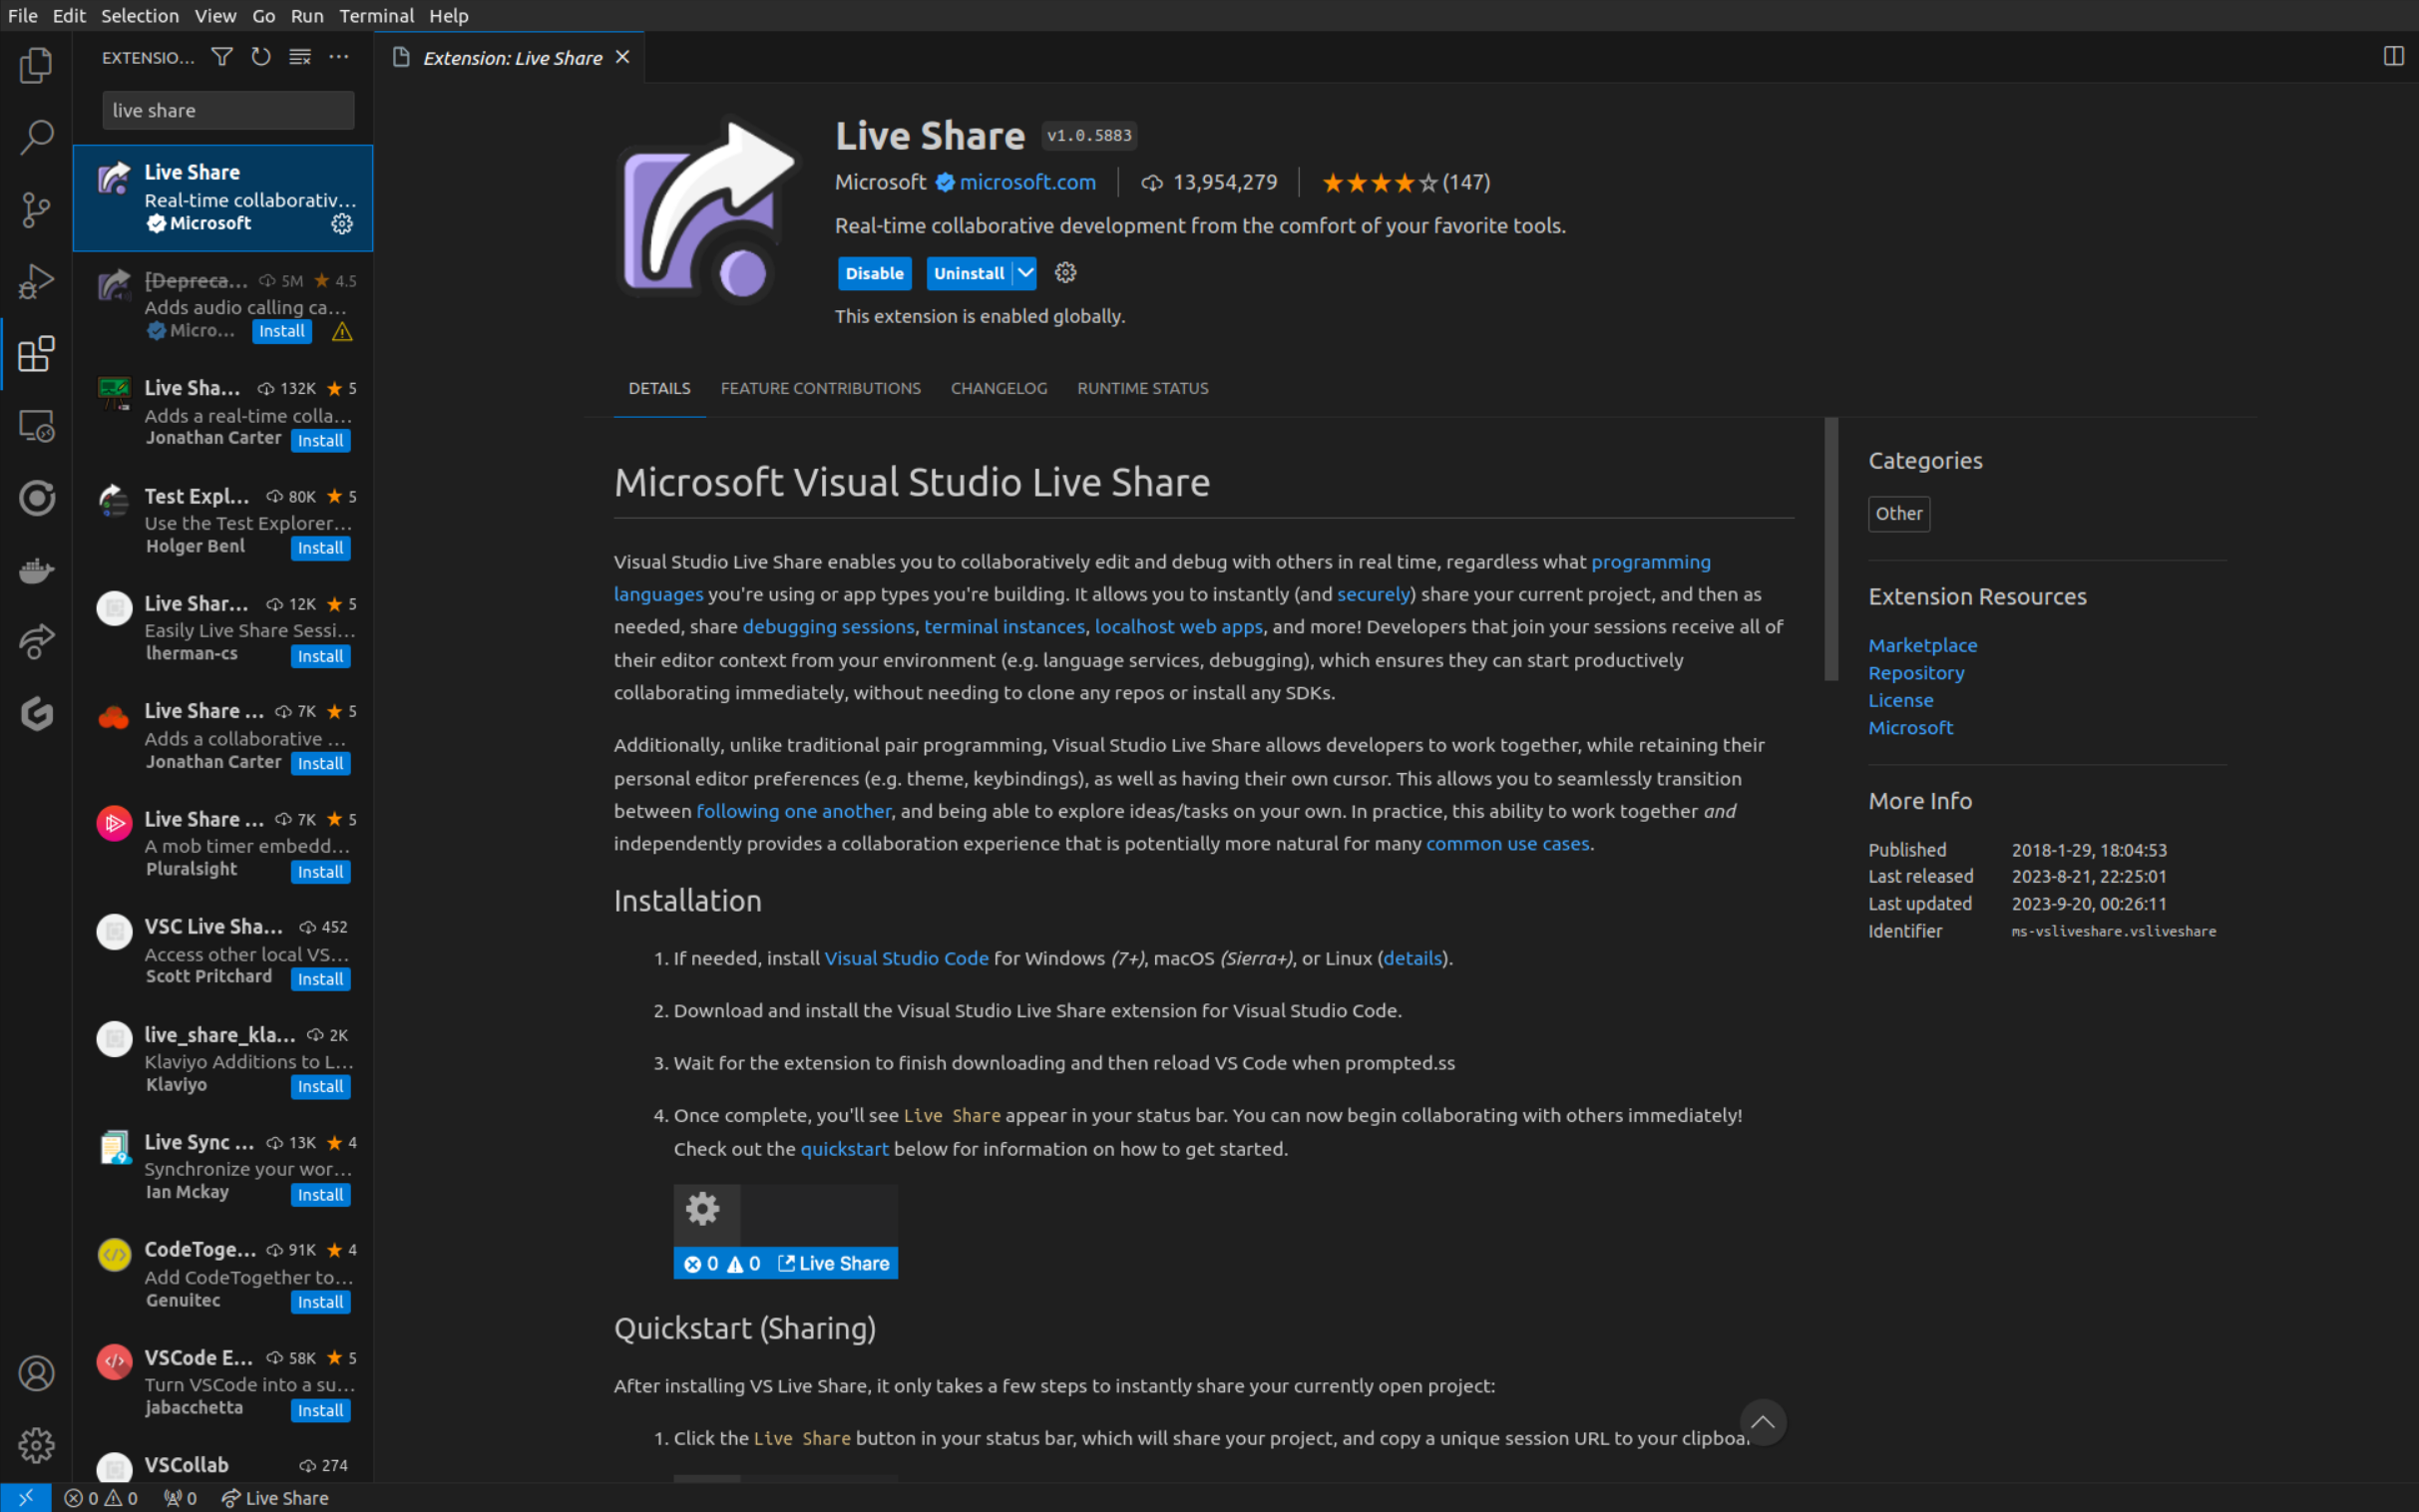 File Edit Selection View Go Run Terminal Help
EXTENSIO...
live share
Live Share
Real-time collaborativ...
Microsoft
[Depreca... 5M 4.5
Adds audio calling ca...
Micro... Install
Live Sha... 132K 5
Adds a real-time colla...
Jonathan Carter Install
Test Expl... 80K 5
Use the Test Explorer...
Holger Benl Install
Live Shar... 12K 5
Easily Live Share Sessi...
lherman-cs Install
Live Share ... 7K 5
Adds a collaborative ...
Jonathan Carter Install
Live Share ... 7K 5
A mob timer embedd...
Pluralsight Install
VSC Live Sha... 452
Access other local VS...
Scott Pritchard Install
live_share_kla... 2K
Klaviyo Additions to L...
Klaviyo Install
Live Sync ... 13K 4
Synchronize your wor...
Ian Mckay Install
CodeToge... 91K 4
Add CodeTogether to...
Genuitec Install
VSCode E... 58K 5
Turn VSCode into a su...
jabacchetta Install
VSCollab 274
Extension: Live Share
Live Share v1.0.5883
Microsoft microsoft.com 13,954,279 (147)
Real-time collaborative development from the comfort of your favorite tools.
Disable Uninstall
This extension is enabled globally.
DETAILS FEATURE CONTRIBUTIONS CHANGELOG RUNTIME STATUS
Microsoft Visual Studio Live Share
Visual Studio Live Share enables you to collaboratively edit and debug with others in real time, regardless what programming
languages you're using or app types you're building. It allows you to instantly (and securely) share your current project, and then as
needed, share debugging sessions, terminal instances, localhost web apps, and more! Developers that join your sessions receive all of
their editor context from your environment (e.g. language services, debugging), which ensures they can start productively
collaborating immediately, without needing to clone any repos or install any SDKs.
Additionally, unlike traditional pair programming, Visual Studio Live Share allows developers to work together, while retaining their
personal editor preferences (e.g. theme, keybindings), as well as having their own cursor. This allows you to seamlessly transition
between following one another, and being able to explore ideas/tasks on your own. In practice, this ability to work together and
independently provides a collaboration experience that is potentially more natural for many common use cases.
Installation
1. If needed, install Visual Studio Code for Windows (7+), macOS (Sierra+), or Linux (details).
2. Download and install the Visual Studio Live Share extension for Visual Studio Code.
3. Wait for the extension to finish downloading and then reload VS Code when prompted.ss
4. Once complete, you'll see Live Share appear in your status bar. You can now begin collaborating with others immediately!
Check out the quickstart below for information on how to get started.
0 0 Live Share
Quickstart (Sharing)
After installing VS Live Share, it only takes a few steps to instantly share your currently open project:
1. Click the Live Share button in your status bar, which will share your project, and copy a unique session URL to your
Categories
Other
Extension Resources
Marketplace
Repository
License
Microsoft
More Info
Published 2018-1-29, 18:04:53
Last released 2023-8-21, 22:25:01
Last updated 2023-9-20, 00:26:11
Identifier ms-vsliveshare.vsliveshare
0 0 0 Live Share